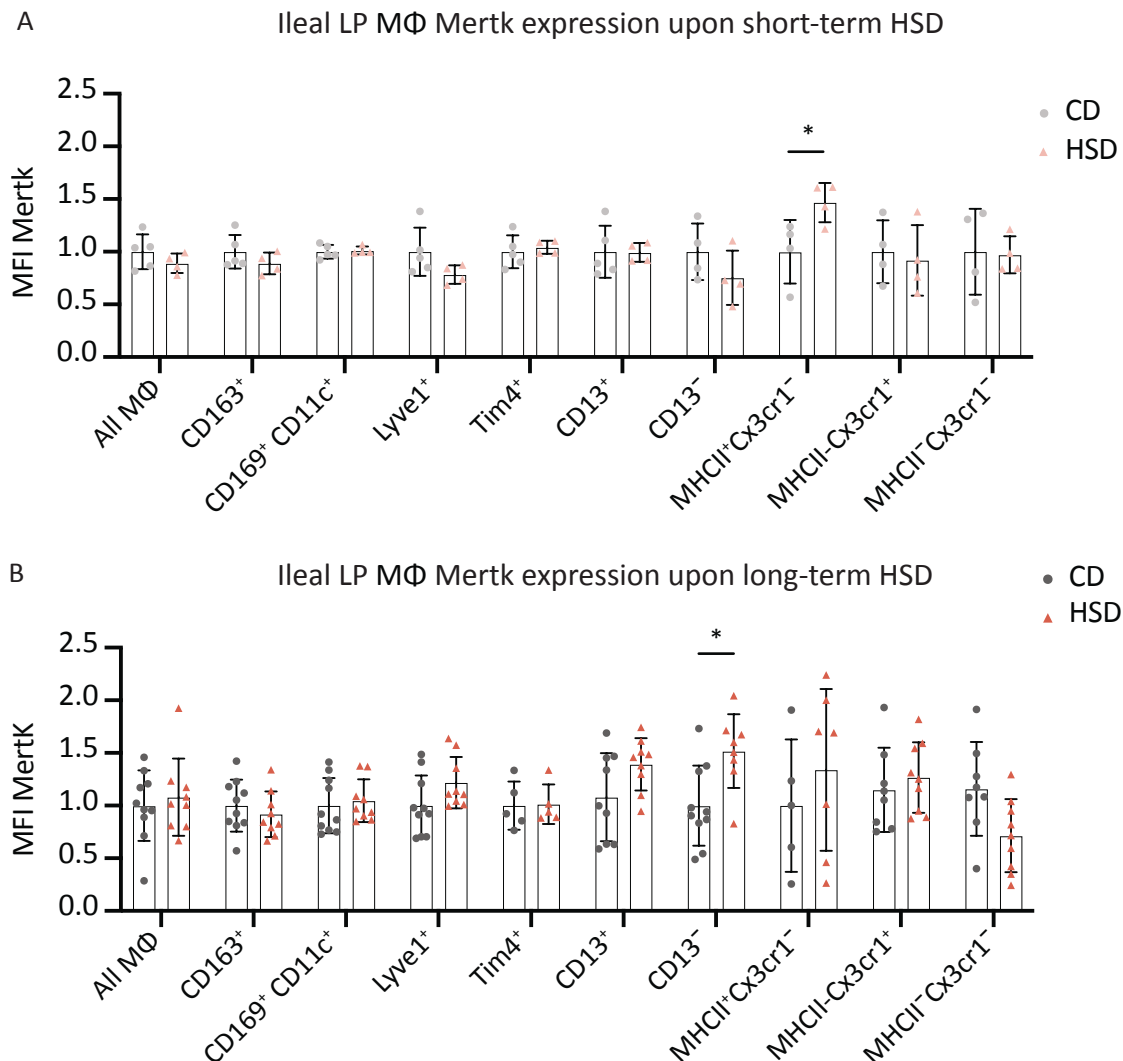 A
Ileal LP MΦ Mertk expression upon short-term HSD
CD
HSD
MFI Mertk
2.5
2.0
1.5
1.0
0.5
0.0
*
All MΦ
CD163⁺
CD169⁺ CD11c⁺
Lyve1⁺
Tim4⁺
CD13⁺
CD13⁻
MHCII⁺Cx3cr1⁻
MHCII-Cx3cr1⁺
MHCII⁻Cx3cr1⁻
B
Ileal LP MΦ Mertk expression upon long-term HSD
CD
HSD
MFI MertK
2.5
2.0
1.5
1.0
0.5
0.0
*
All MΦ
CD163⁺
CD169⁺ CD11c⁺
Lyve1⁺
Tim4⁺
CD13⁺
CD13⁻
MHCII⁺Cx3cr1⁻
MHCII-Cx3cr1⁺
MHCII⁻Cx3cr1⁻